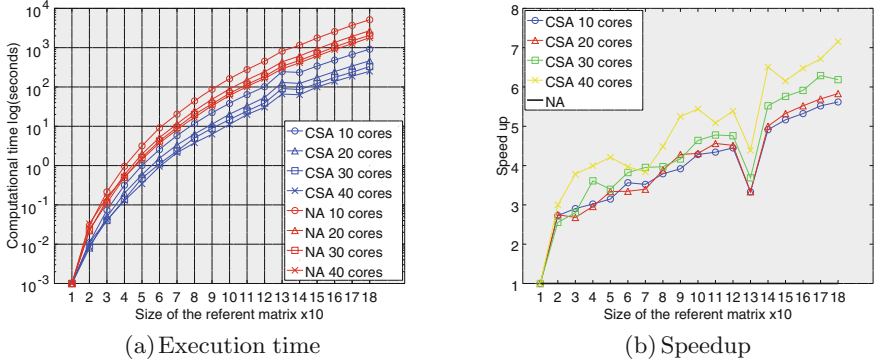 Computational time log(seconds)
10^4
10^3
10^2
10^1
10^0
10^-1
10^-2
10^-3
CSA 10 cores
CSA 20 cores
CSA 30 cores
CSA 40 cores
NA 10 cores
NA 20 cores
NA 30 cores
NA 40 cores
1 2 3 4 5 6 7 8 9 10 11 12 13 14 15 16 17 18
Size of the referent matrix x10
(a) Execution time
Speed up
8
7
6
5
4
3
2
1
CSA 10 cores
CSA 20 cores
CSA 30 cores
CSA 40 cores
NA
1 2 3 4 5 6 7 8 9 10 11 12 13 14 15 16 17 18
Size of the referent matrix x10
(b) Speedup